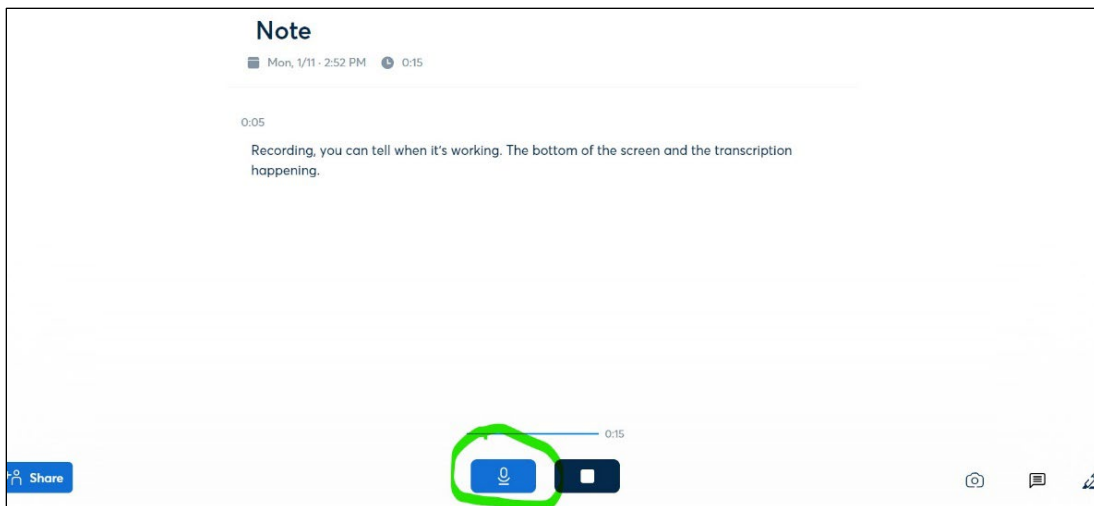 Note
Mon, 1/11 · 2:52 PM 0:15
0:05
Recording, you can tell when it's working. The bottom of the screen and the transcription
happening.
0:15
Share